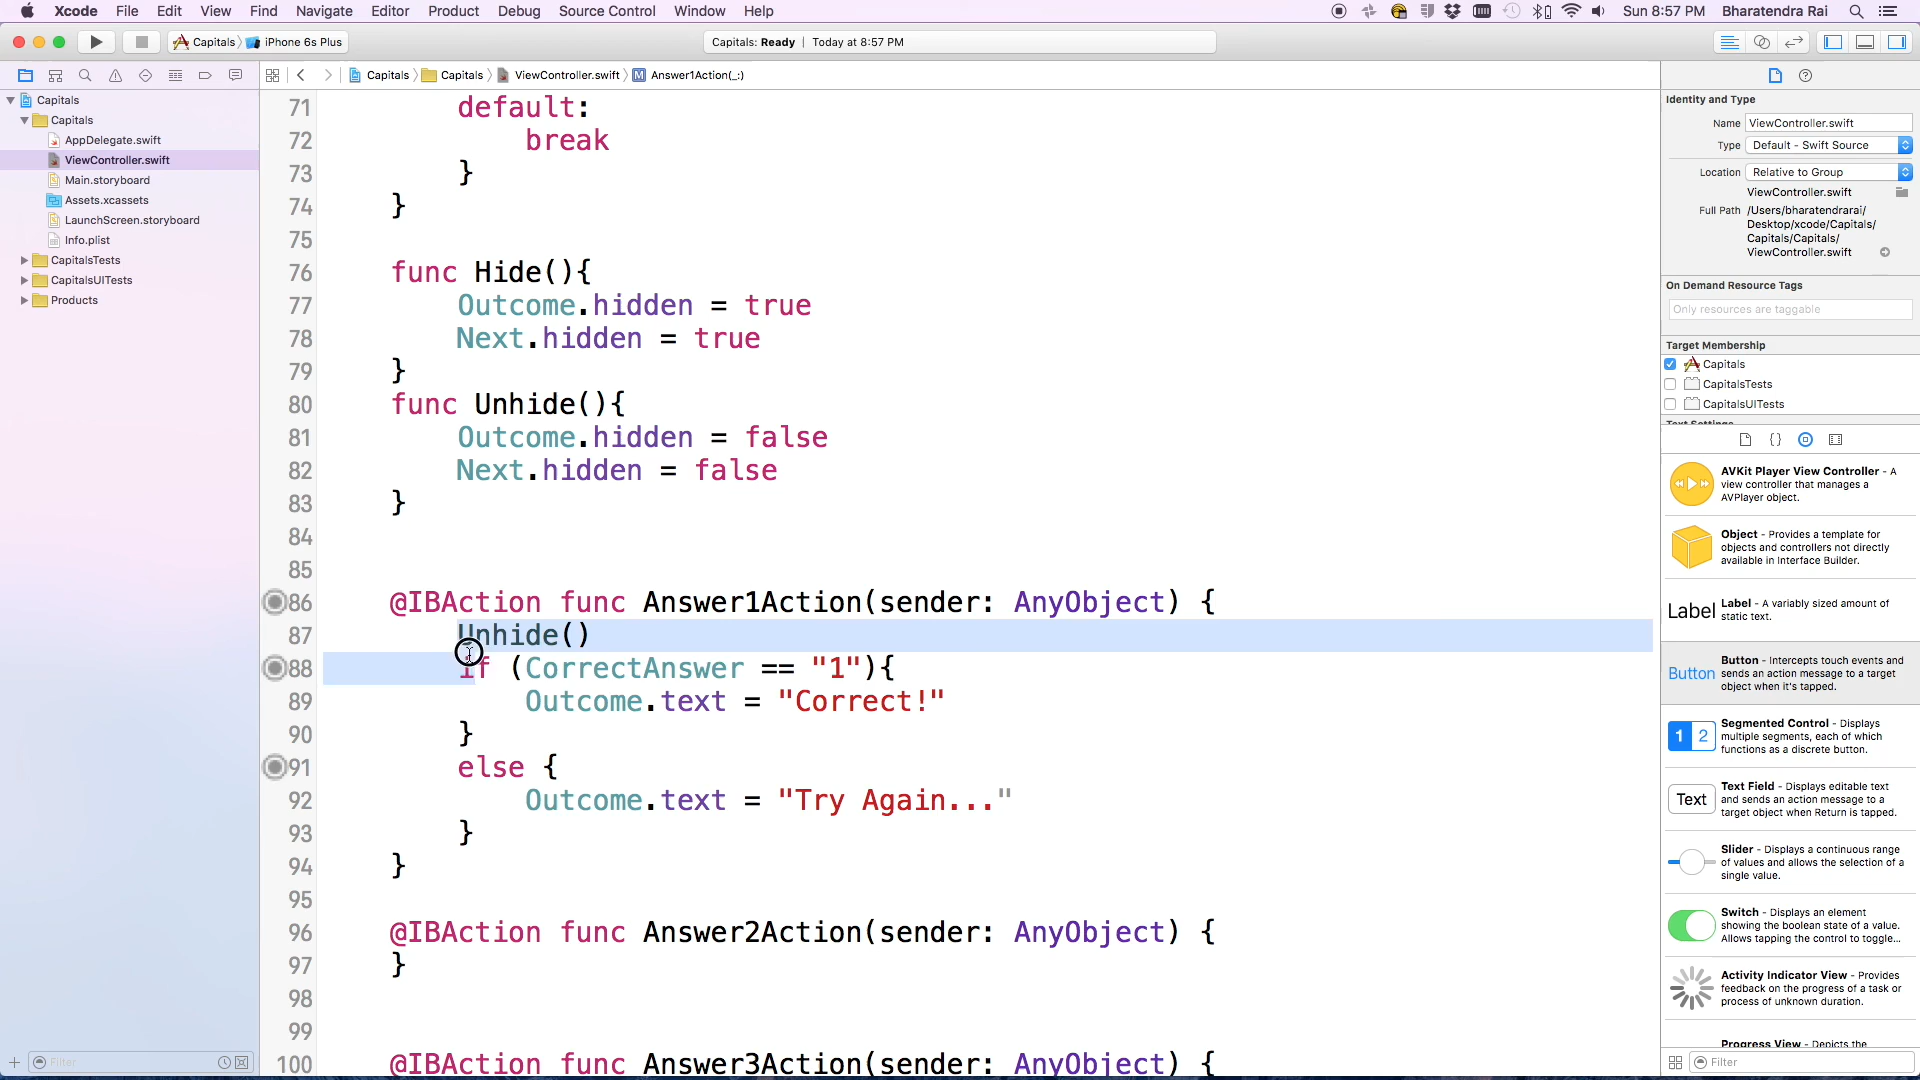 Xcode File Edit View Find Navigate Editor Product Debug Source Control Window Help
Sun 8:57 PM Bharatendra Rai
Capitals iPhone 6s Plus
Capitals: Ready | Today at 8:57 PM
Capitals Capitals ViewController.swift M Answer1Action(_:)
Capitals
Capitals
AppDelegate.swift
ViewController.swift
Main.storyboard
Assets.xcassets
LaunchScreen.storyboard
Info.plist
CapitalsTests
CapitalsUITests
Products
Filter
71 default:
72 break
73 }
74 }
75
76 func Hide(){
77 Outcome.hidden = true
78 Next.hidden = true
79 }
80 func Unhide(){
81 Outcome.hidden = false
82 Next.hidden = false
83 }
84
85
86 @IBAction func Answer1Action(sender: AnyObject) {
87 Unhide()
88 if (CorrectAnswer == "1"){
89 Outcome.text = "Correct!"
90 }
91 else {
92 Outcome.text = "Try Again..."
93 }
94 }
95
96 @IBAction func Answer2Action(sender: AnyObject) {
97 }
98
99
100 @IBAction func Answer3Action(sender: AnyObject) {
Identity and Type
Name ViewController.swift
Type Default - Swift Source
Location Relative to Group
ViewController.swift
Full Path /Users/bharatendrarai/
Desktop/xcode/Capitals/
Capitals/Capitals/
ViewController.swift
On Demand Resource Tags
Only resources are taggable
Target Membership
Capitals
CapitalsTests
CapitalsUITests
Text Settings
AVKit Player View Controller - A
view controller that manages a
AVPlayer object.
Object - Provides a template for
objects and controllers not directly
available in Interface Builder.
Label Label - A variably sized amount of
static text.
Button Button - Intercepts touch events and
sends an action message to a target
object when it's tapped.
1 2 Segmented Control - Displays
multiple segments, each of which
functions as a discrete button.
Text Text Field - Displays editable text
and sends an action message to a
target object when Return is tapped.
Slider - Displays a continuous range
of values and allows the selection of a
single value.
Switch - Displays an element
showing the boolean state of a value.
Allows tapping the control to toggle...
Activity Indicator View - Provides
feedback on the progress of a task or
process of unknown duration.
Progress View - Depicts the
Filter